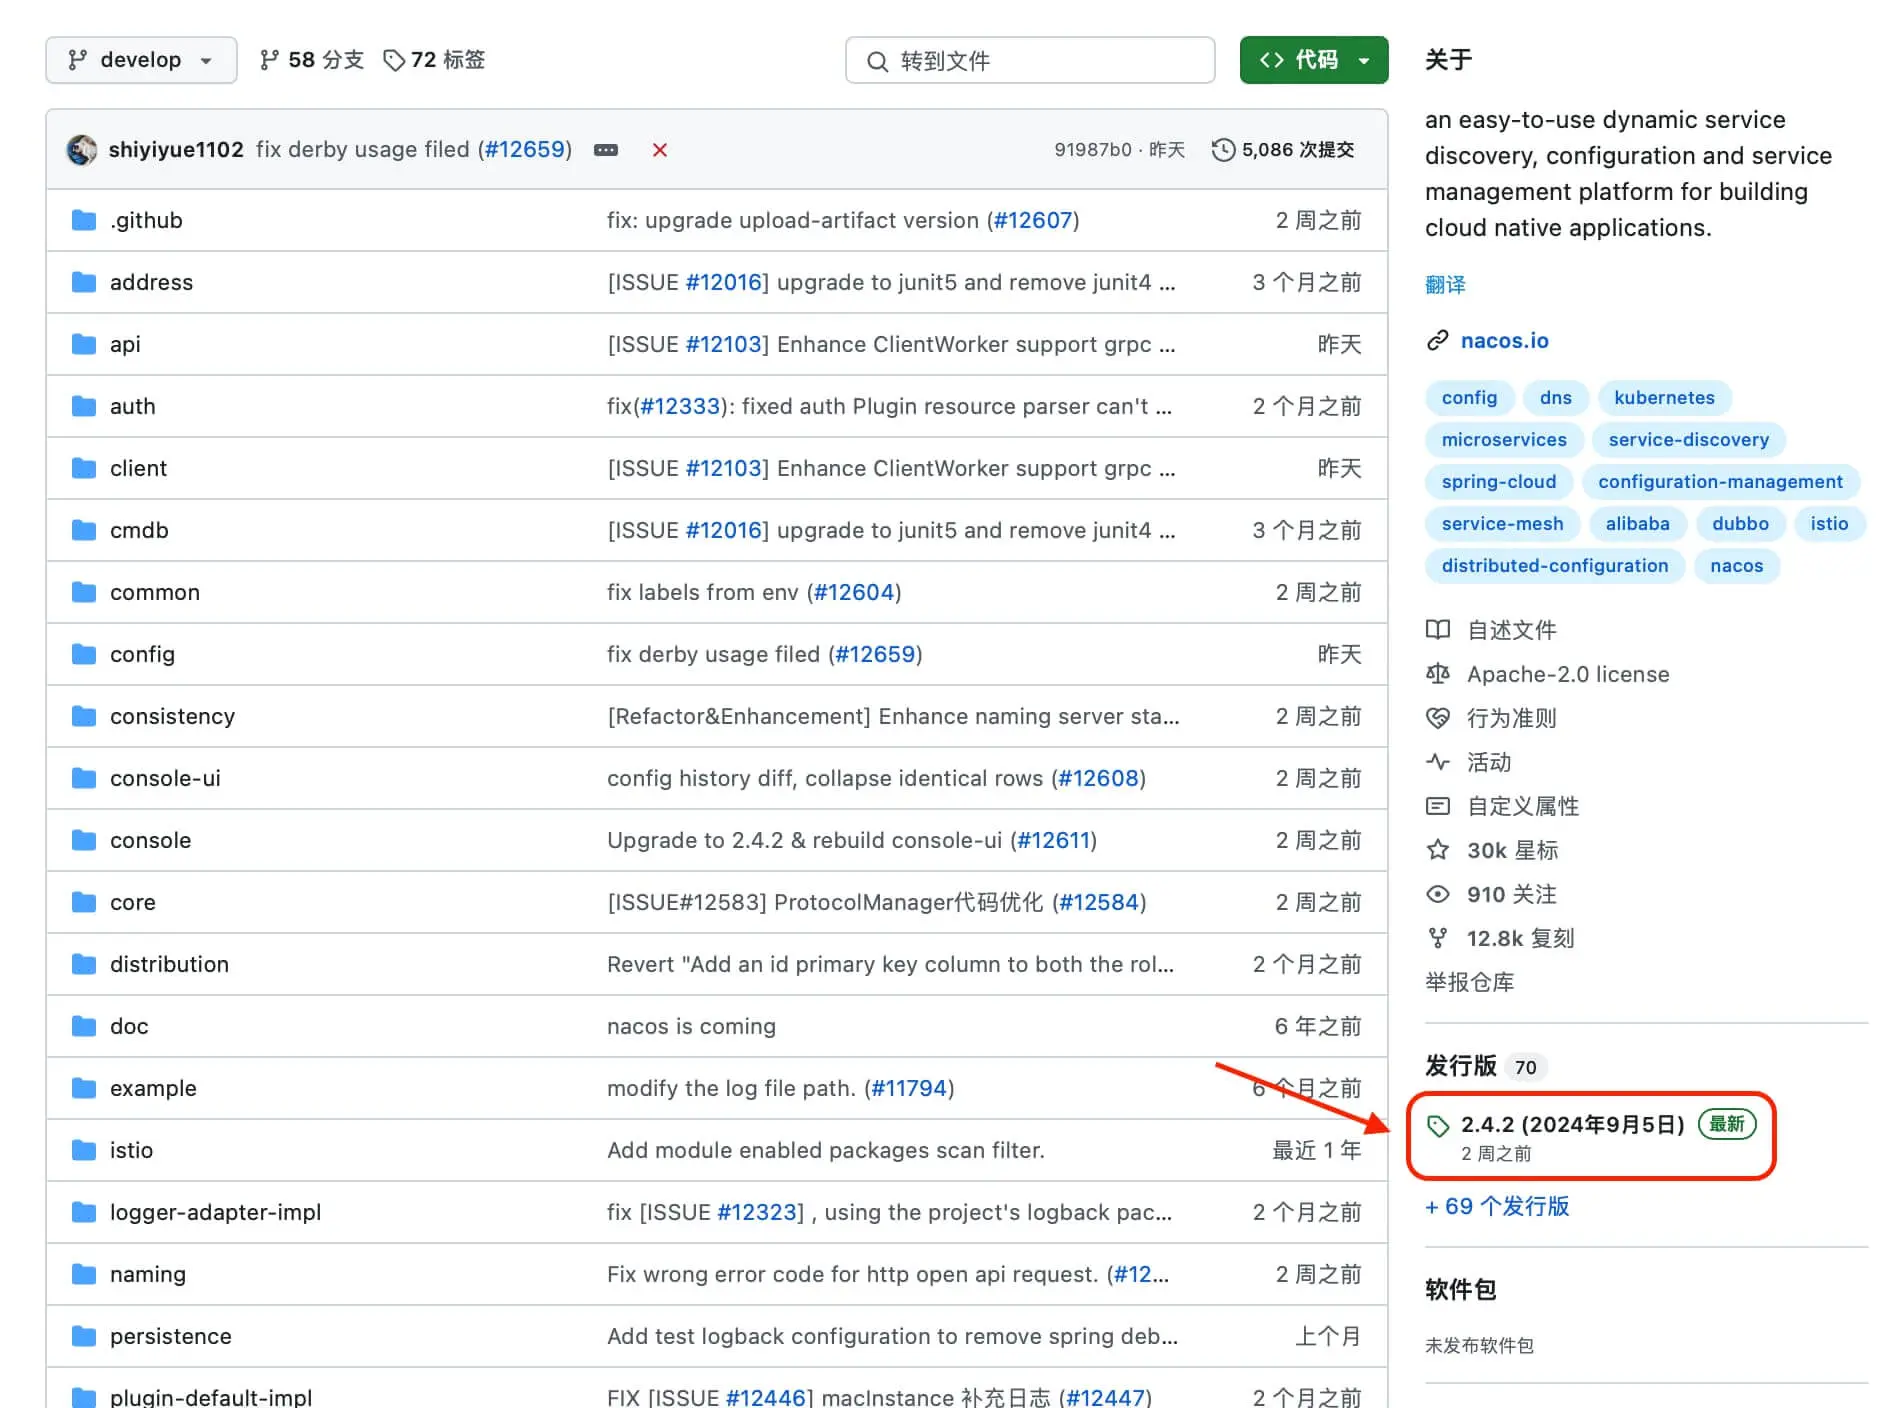 develop
58 分支
72 标签
转到文件
代码
shiyiyue1102 fix derby usage filed (#12659)
91987b0 · 昨天
5,086 次提交
.github
fix: upgrade upload-artifact version (#12607)
2 周之前
address
[ISSUE #12016] upgrade to junit5 and remove junit4 ...
3 个月之前
api
[ISSUE #12103] Enhance ClientWorker support grpc ...
昨天
auth
fix(#12333): fixed auth Plugin resource parser can't ...
2 个月之前
client
[ISSUE #12103] Enhance ClientWorker support grpc ...
昨天
cmdb
[ISSUE #12016] upgrade to junit5 and remove junit4 ...
3 个月之前
common
fix labels from env (#12604)
2 周之前
config
fix derby usage filed (#12659)
昨天
consistency
[Refactor&Enhancement] Enhance naming server sta...
2 周之前
console-ui
config history diff, collapse identical rows (#12608)
2 周之前
console
Upgrade to 2.4.2 & rebuild console-ui (#12611)
2 周之前
core
[ISSUE#12583] ProtocolManager代码优化 (#12584)
2 周之前
distribution
Revert "Add an id primary key column to both the rol...
2 个月之前
doc
nacos is coming
6 年之前
example
modify the log file path. (#11794)
6 个月之前
istio
Add module enabled packages scan filter.
最近 1 年
logger-adapter-impl
fix [ISSUE #12323] , using the project's logback pac...
2 个月之前
naming
Fix wrong error code for http open api request. (#12...
2 周之前
persistence
Add test logback configuration to remove spring deb...
上个月
plugin-default-impl
FIX [ISSUE #12446] macInstance 补充日志 (#12447)
2 个月之前
关于
an easy-to-use dynamic service
discovery, configuration and service
management platform for building
cloud native applications.
翻译
nacos.io
config dns kubernetes
microservices service-discovery
spring-cloud configuration-management
service-mesh alibaba dubbo istio
distributed-configuration nacos
自述文件
Apache-2.0 license
行为准则
活动
自定义属性
30k 星标
910 关注
12.8k 复刻
举报仓库
发行版 70
2.4.2 (2024年9月5日) 最新
2 周之前
+ 69 个发行版
软件包
未发布软件包